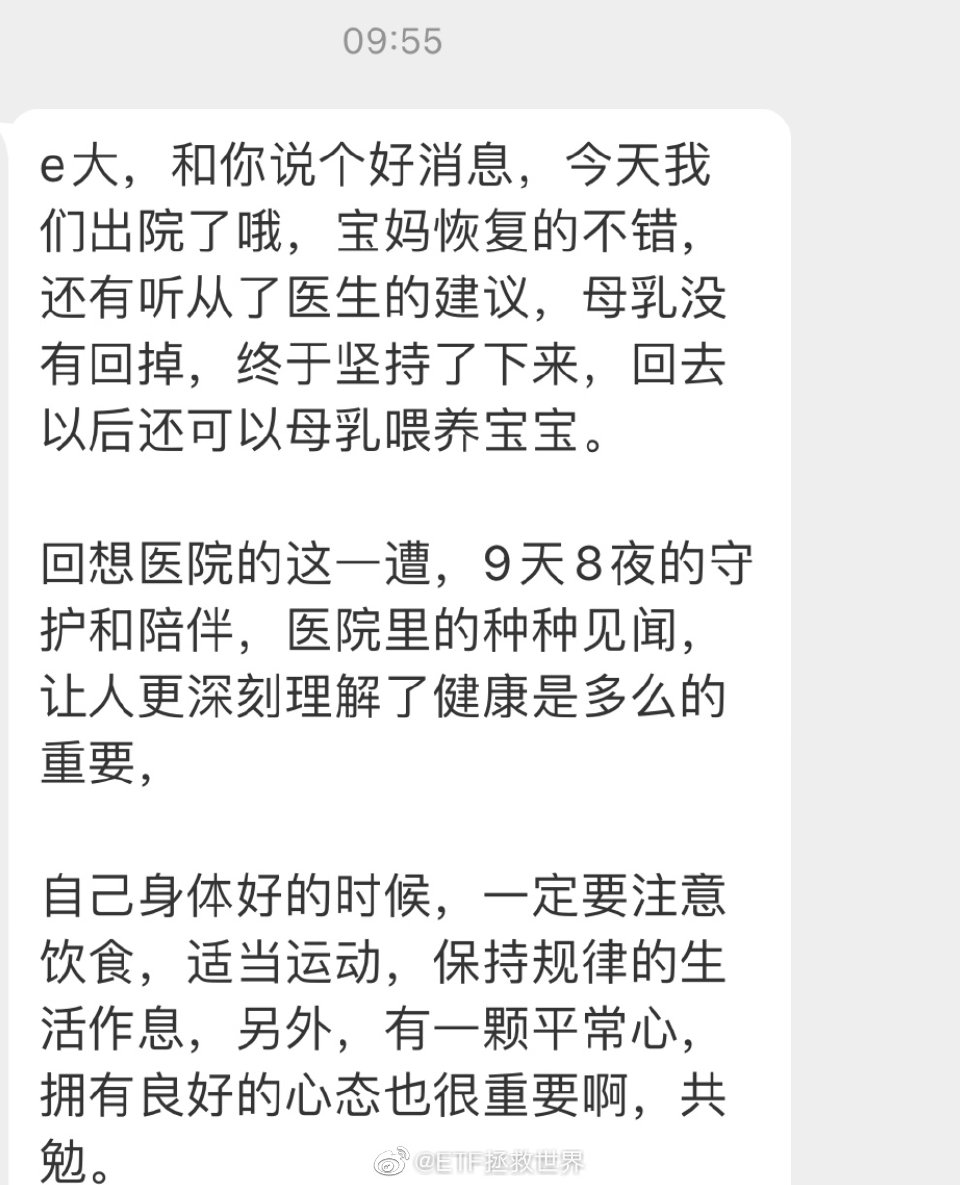 09:55
e大，和你说个好消息，今天我
们出院了哦，宝妈恢复的不错，
还有听从了医生的建议，母乳没
有回掉，终于坚持了下来，回去
以后还可以母乳喂养宝宝。
回想医院的这一遭，9天8夜的守
护和陪伴，医院里的种种见闻，
让人更深刻理解了健康是多么的
重要，
自己身体好的时候，一定要注意
饮食，适当运动，保持规律的生
活作息，另外，有一颗平常心，
拥有良好的心态也很重要啊，共
勉。
@ETF拯救世界